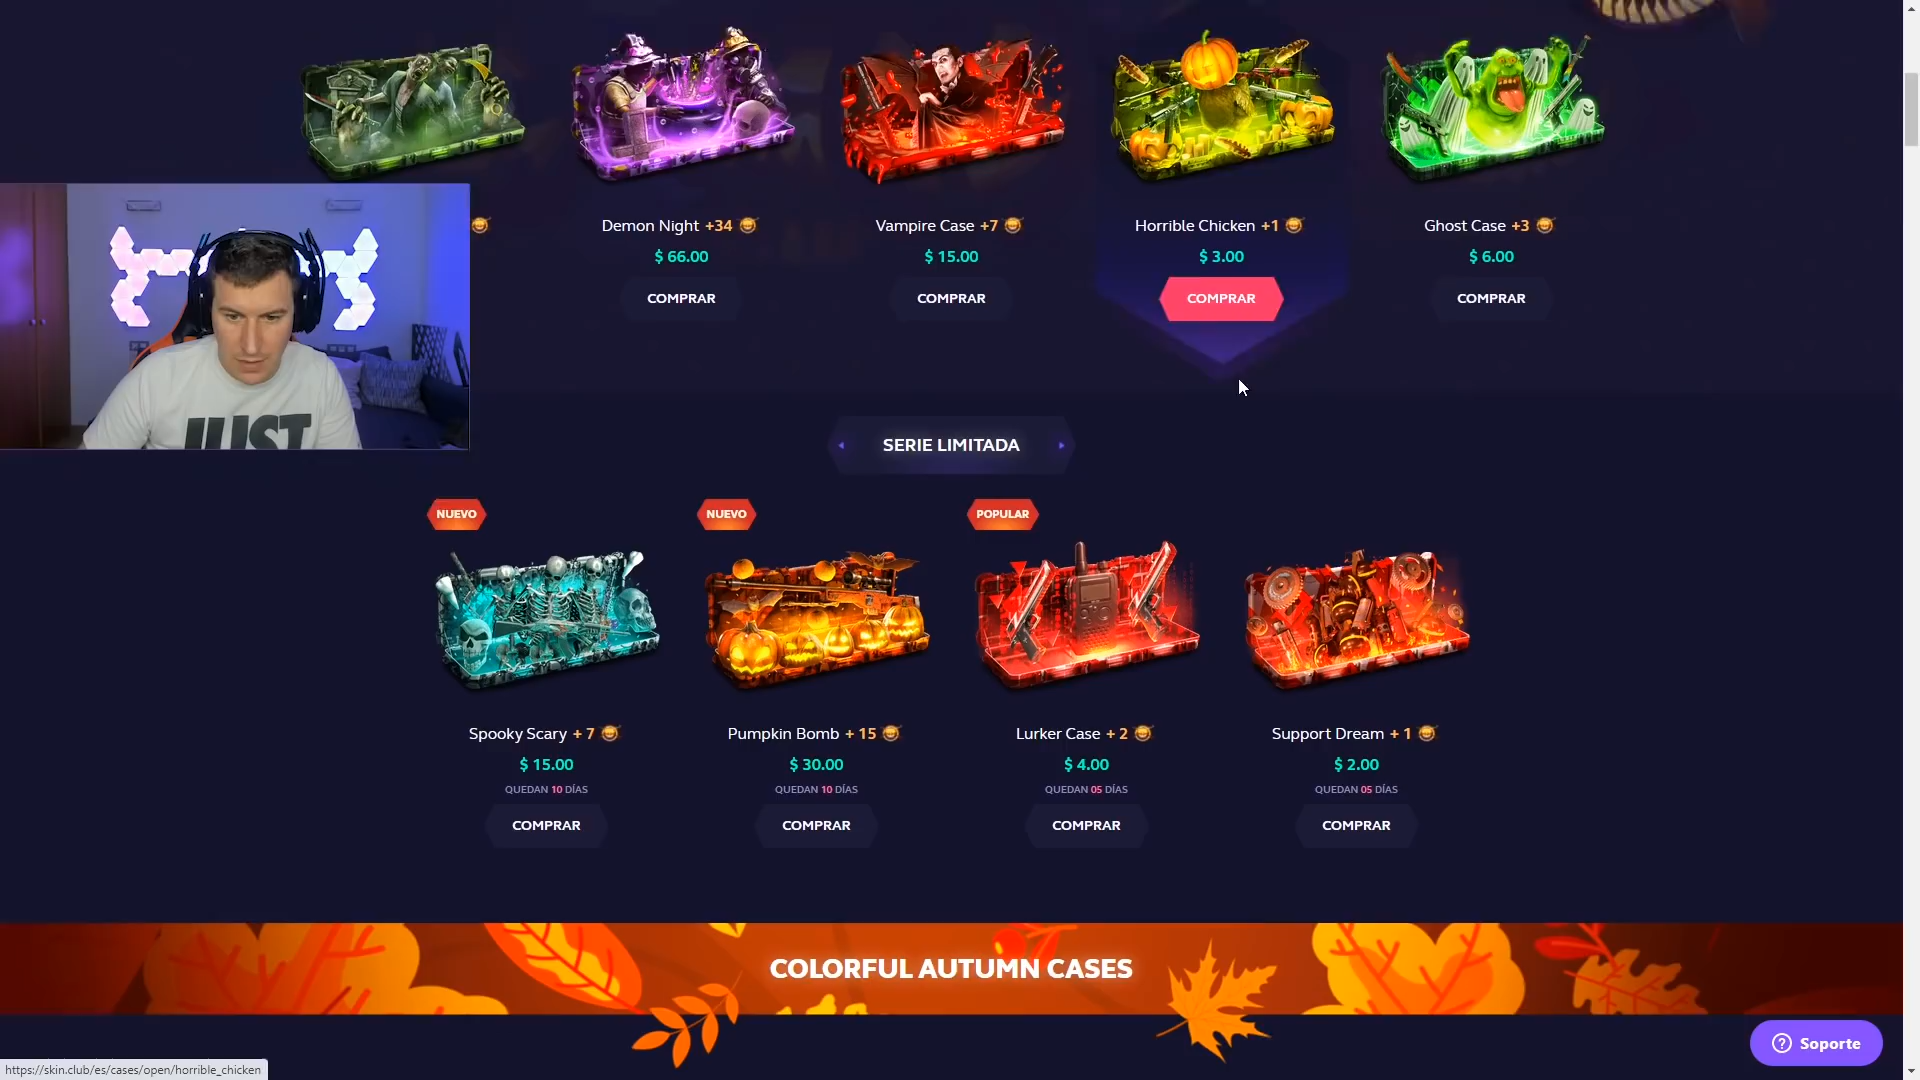 Demon Night +34
$ 66.00
COMPRAR
Vampire Case +7
$ 15.00
COMPRAR
Horrible Chicken +1
$ 3.00
COMPRAR
Ghost Case +3
$ 6.00
COMPRAR
JUST
SERIE LIMITADA
NUEVO
Spooky Scary + 7
$ 15.00
QUEDAN 10 DÍAS
COMPRAR
NUEVO
Pumpkin Bomb + 15
$ 30.00
QUEDAN 10 DÍAS
COMPRAR
POPULAR
Lurker Case + 2
$ 4.00
QUEDAN 05 DÍAS
COMPRAR
Support Dream + 1
$ 2.00
QUEDAN 05 DÍAS
COMPRAR
COLORFUL AUTUMN CASES
Soporte
https://skin.club/es/cases/open/horrible_chicken